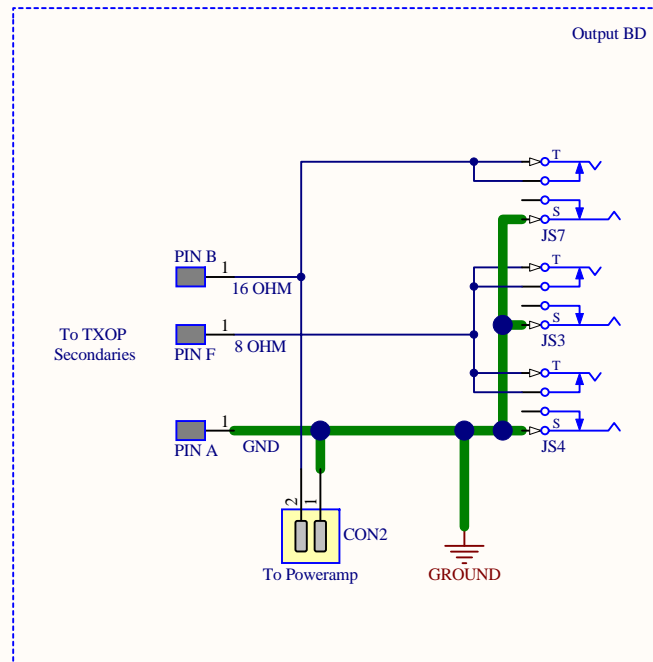 Output BD
T
S
JS7
PIN B
1
16 OHM
T
S
JS3
To TXOP
Secondaries
PIN F
1
8 OHM
T
S
JS4
PIN A
1
GND
2
1
CON2
To Poweramp
GROUND